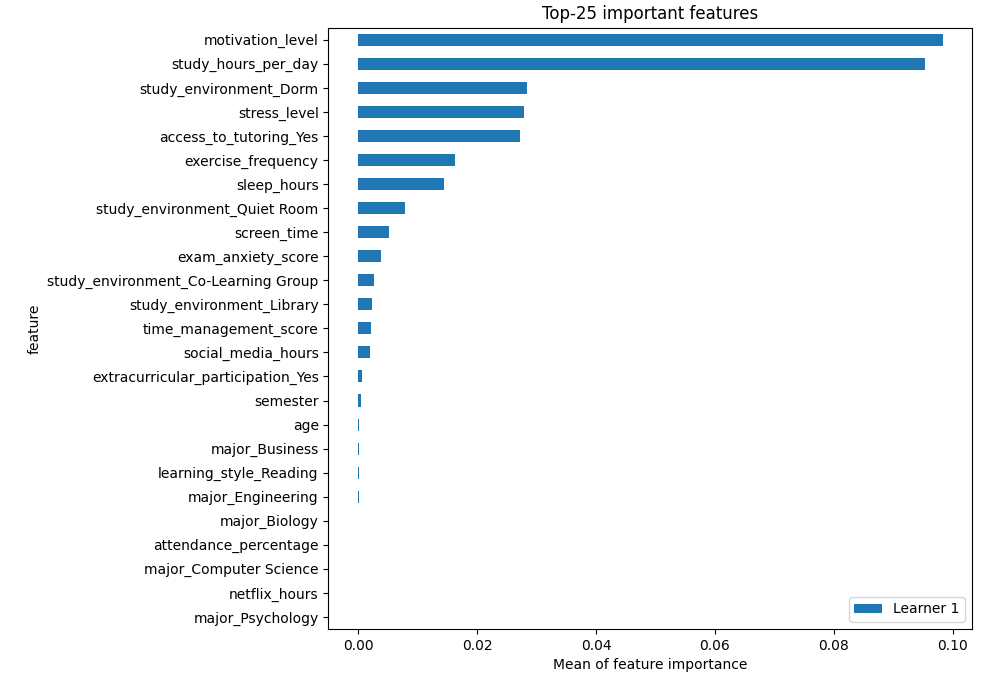 Top-25 important features
motivation_level
study_hours_per_day
study_environment_Dorm
stress_level
access_to_tutoring_Yes
exercise_frequency
sleep_hours
study_environment_Quiet Room
screen_time
exam_anxiety_score
study_environment_Co-Learning Group
study_environment_Library
time_management_score
social_media_hours
extracurricular_participation_Yes
semester
age
major_Business
learning_style_Reading
major_Engineering
major_Biology
attendance_percentage
major_Computer Science
netflix_hours
major_Psychology
feature
Learner 1
0.00 0.02 0.04 0.06 0.08 0.10
Mean of feature importance